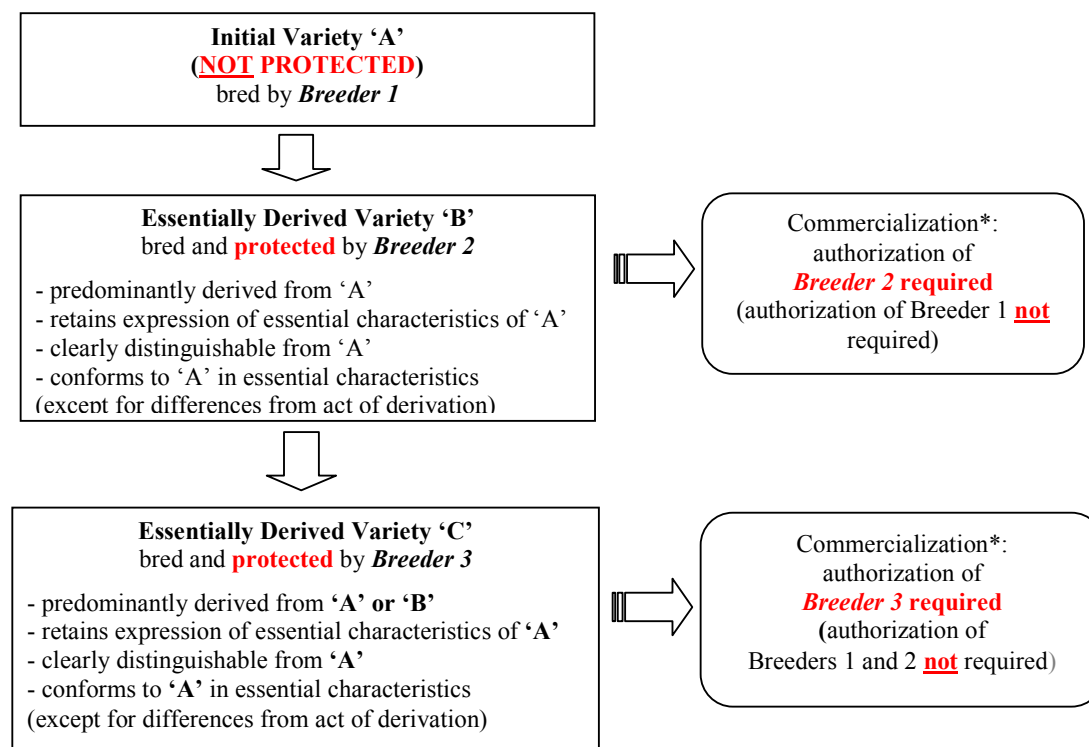 Initial Variety ‘A’
(NOT PROTECTED)
bred by Breeder 1
Essentially Derived Variety ‘B’
bred and protected by Breeder 2
- predominantly derived from ‘A’
- retains expression of essential characteristics of ‘A’
- clearly distinguishable from ‘A’
- conforms to ‘A’ in essential characteristics
(except for differences from act of derivation)
Commercialization*:
authorization of
Breeder 2 required
(authorization of Breeder 1 not
required)
Essentially Derived Variety ‘C’
bred and protected by Breeder 3
- predominantly derived from ‘A’ or ‘B’
- retains expression of essential characteristics of ‘A’
- clearly distinguishable from ‘A’
- conforms to ‘A’ in essential characteristics
(except for differences from act of derivation)
Commercialization*:
authorization of
Breeder 3 required
(authorization of
Breeders 1 and 2 not required)